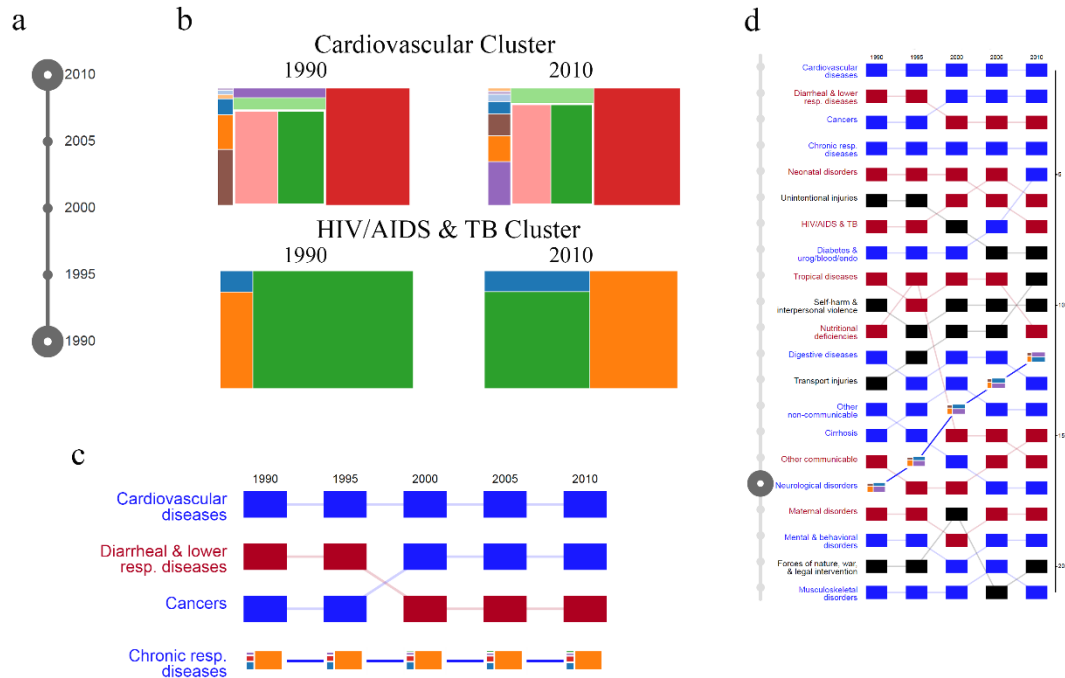 a
2010
2005
2000
1995
1990
b
Cardiovascular Cluster
1990
2010
HIV/AIDS & TB Cluster
1990
2010
c
1990
1995
2000
2005
2010
Cardiovascular
diseases
Diarrheal & lower
resp. diseases
Cancers
Chronic resp.
diseases
d
1990
1995
2000
2005
2010
Cardiovascular
diseases
Diarrheal & lower
resp. diseases
Cancers
Chronic resp.
diseases
Neonatal disorders
Unintentional injuries
HIV/AIDS & TB
Diabetes &
urog/blood/endo
Tropical diseases
Self-harm &
interpersonal violence
Nutritional
deficiencies
Digestive diseases
Transport injuries
Other
non-communicable
Cirrhosis
Other communicable
Neurological disorders
Maternal disorders
Mental & behavioral
disorders
Forces of nature, war,
& legal intervention
Musculoskeletal
disorders
5
10
15
20